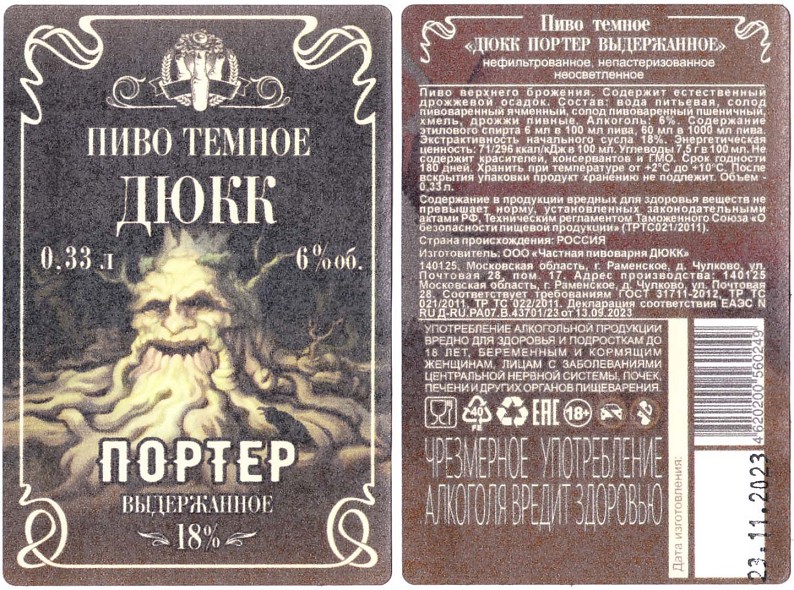 ПИВО ТЕМНОЕ
ДЮКК
0,33 л
6% об.
ПОРТЕР
ВЫДЕРЖАННОЕ
18%
Пиво темное
«ДЮКК ПОРТЕР ВЫДЕРЖАННОЕ»
нефильтрованное, непастеризованное
неосветленное
Пиво верхнего брожения. Содержит естественный
дрожжевой осадок. Состав: вода питьевая, солод
пивоваренный ячменный, солод пивоваренный пшеничный,
хмель, дрожжи пивные. Алкоголь: 6%. Содержание
этилового спирта 6 мл в 100 мл пива, 60 мл в 1000 мл пива.
Экстрактивность начального сусла 18%. Энергетическая
ценность: 71/296 ккал/кДж в 100 мл. Углеводы 7,5 г в 100 мл. Не
содержит красителей, консервантов и ГМО. Срок годности
180 дней. Хранить при температуре от +2°С до +10°С. После
вскрытия упаковки продукт хранению не подлежит. Объем -
0,33л.
Содержание в продукции вредных для здоровья веществ не
превышает норму, установленных законодательными
актами РФ, Техническим регламентом Таможенного Союза «О
безопасности пищевой продукции» (ТРТС021/2011).
Страна происхождения: РОССИЯ
Изготовитель: ООО «Частная пивоварня ДЮКК»
140125, Московская область, г. Раменское, д. Чулково, ул.
Почтовая 28, пом. 17. Адрес производства: 140125
Московская область, г. Раменское, д. Чулково, ул. Почтовая
28. Соответствует требованиям ГОСТ 31711-2012, ТР ТС
021/2011, ТР ТС 022/2011. Декларация соответствия ЕАЭС N
RU Д-RU.РА07.В.43701/23 от 13.09.2023
УПОТРЕБЛЕНИЕ АЛКОГОЛЬНОЙ ПРОДУКЦИИ
ВРЕДНО ДЛЯ ЗДОРОВЬЯ И ПОДРОСТКАМ ДО
18 ЛЕТ, БЕРЕМЕННЫМ И КОРМЯЩИМ
ЖЕНЩИНАМ, ЛИЦАМ С ЗАБОЛЕВАНИЯМИ
ЦЕНТРАЛЬНОЙ НЕРВНОЙ СИСТЕМЫ, ПОЧЕК,
ПЕЧЕНИ И ДРУГИХ ОРГАНОВ ПИЩЕВАРЕНИЯ.
40
EAC
18+
ЧРЕЗМЕРНОЕ УПОТРЕБЛЕНИЕ
АЛКОГОЛЯ ВРЕДИТ ЗДОРОВЬЮ
4620200560249
Дата изготовления:
23.11.2023